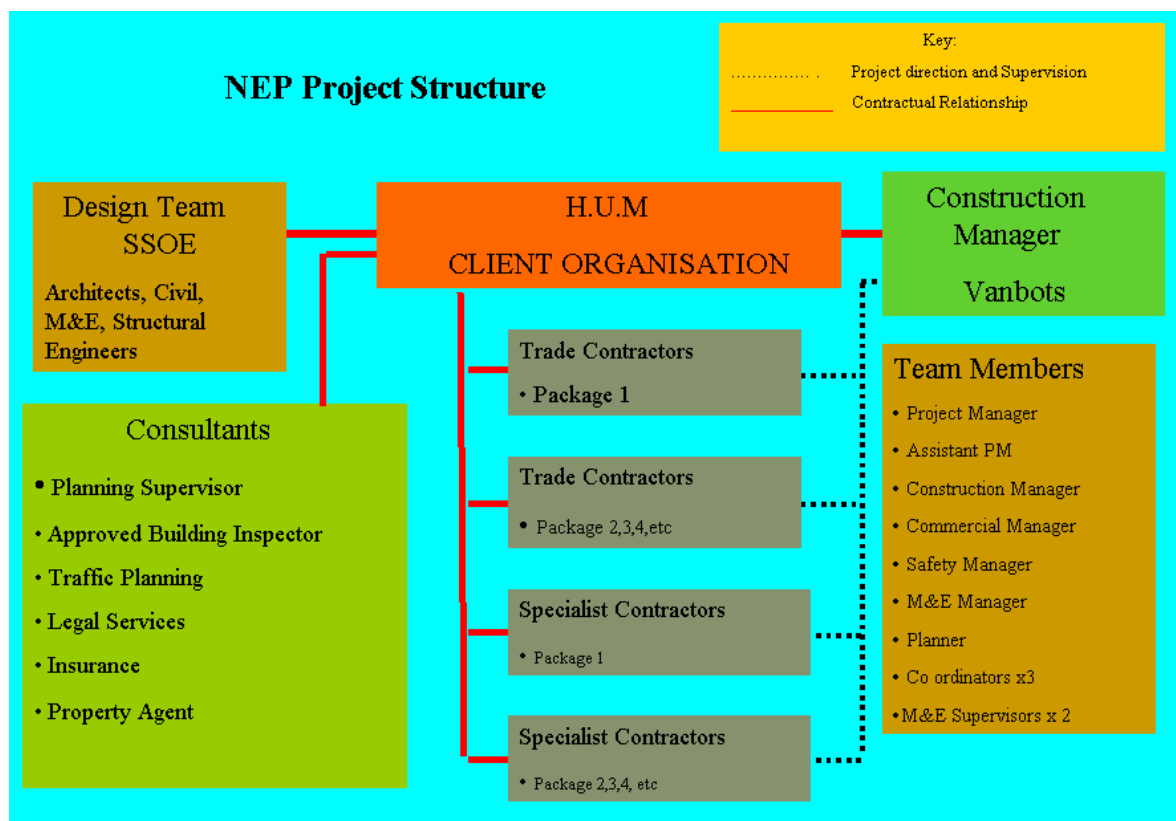 NEP Project Structure
Key:
............... . Project direction and Supervision
Contractual Relationship
Design Team
SSOE
Architects, Civil,
M&E, Structural
Engineers
H.U.M
CLIENT ORGANISATION
Construction
Manager
Vanbots
Consultants
• Planning Supervisor
• Approved Building Inspector
• Traffic Planning
• Legal Services
• Insurance
• Property Agent
Trade Contractors
• Package 1
Trade Contractors
• Package 2,3,4,etc
Specialist Contractors
• Package 1
Specialist Contractors
• Package 2,3,4, etc
Team Members
• Project Manager
• Assistant PM
• Construction Manager
• Commercial Manager
• Safety Manager
• M&E Manager
• Planner
• Co ordinators x3
•M&E Supervisors x 2